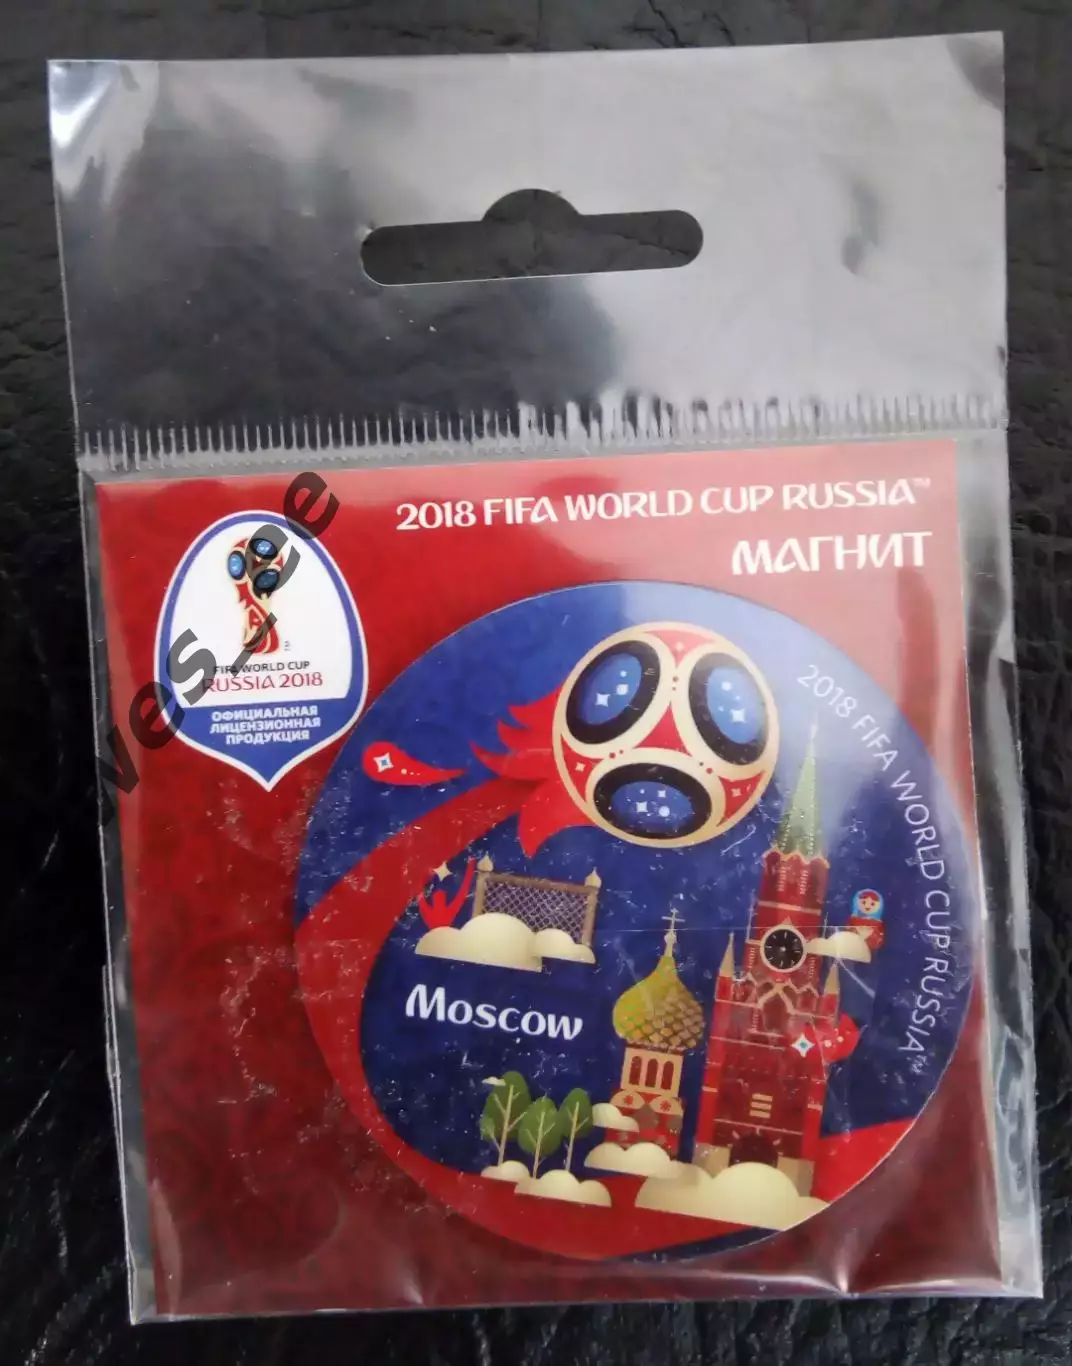 2018 FIFA WORLD CUP RUSSIA™
МАГНИТ
FIFA WORLD CUP
RUSSIA 2018
ОФИЦИАЛЬНАЯ
ЛИЦЕНЗИОННАЯ
ПРОДУКЦИЯ
2018 FIFA WORLD CUP RUSSIA™
Moscow